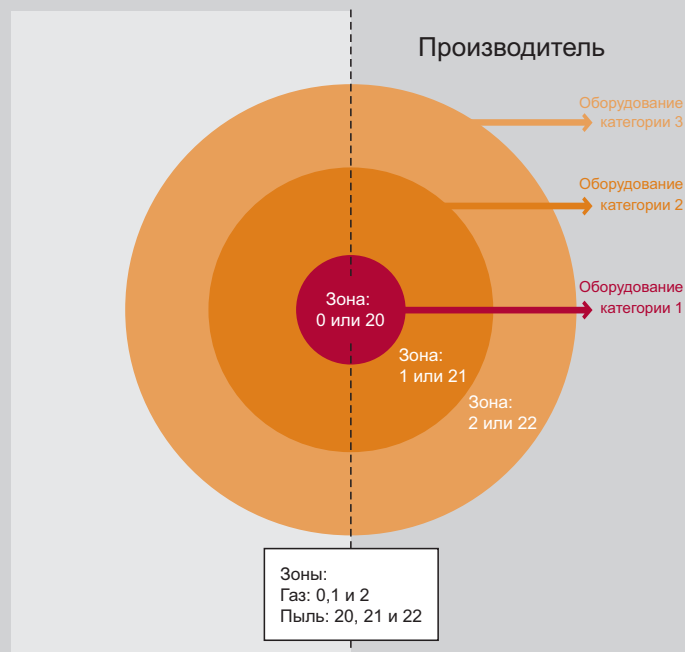 Производитель
Оборудование
категории 3
Оборудование
категории 2
Оборудование
категории 1
Зона:
0 или 20
Зона:
1 или 21
Зона:
2 или 22
Зоны:
Газ: 0,1 и 2
Пыль: 20, 21 и 22